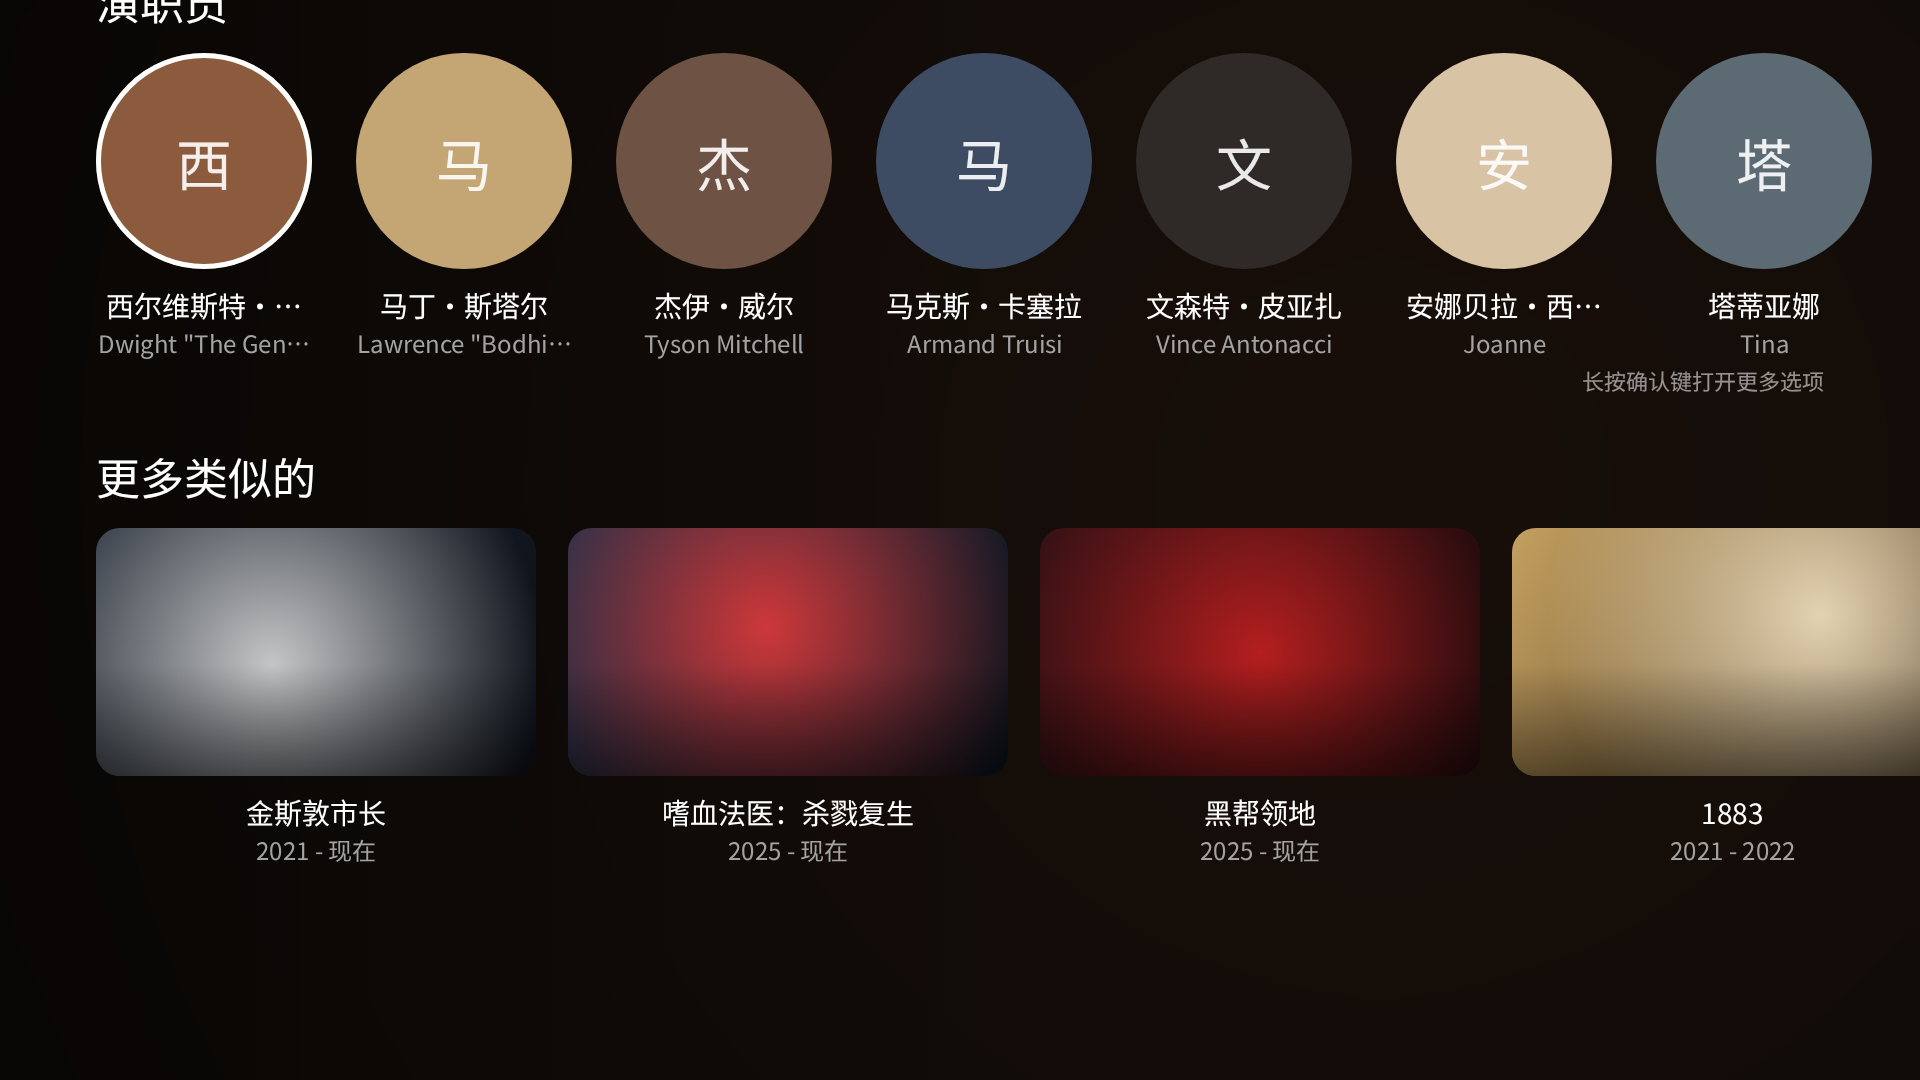 演职员
西
马
杰
马
文
安
塔
西尔维斯特・…
马丁・斯塔尔
杰伊・威尔
马克斯・卡塞拉
文森特・皮亚扎
安娜贝拉・西…
塔蒂亚娜
Dwight "The Gen…
Lawrence "Bodhi…
Tyson Mitchell
Armand Truisi
Vince Antonacci
Joanne
Tina
长按确认键打开更多选项
更多类似的
金斯敦市长
嗜血法医：杀戮复生
黑帮领地
1883
2021 - 现在
2025 - 现在
2025 - 现在
2021 - 2022